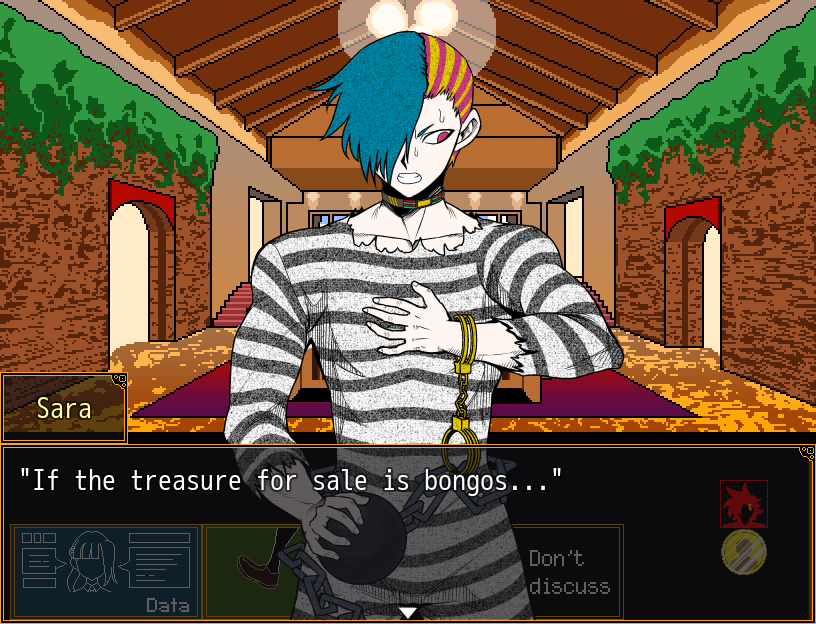 Sara
"If the treasure for sale is bongos..."
Data
Don't
discuss